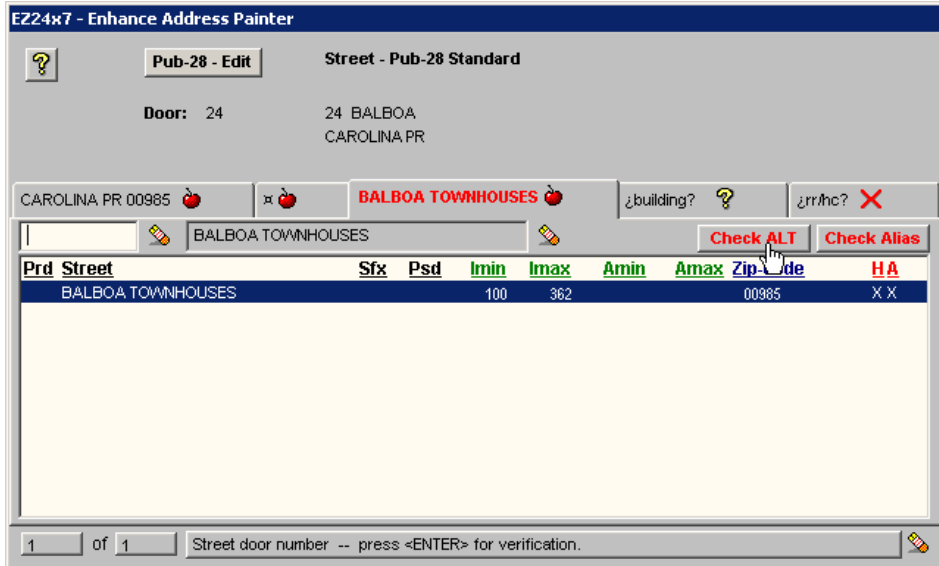 EZ24x7 - Enhance Address Painter
? Pub-28 - Edit Street - Pub-28 Standard
Door: 24 24 BALBOA
CAROLINA PR
CAROLINA PR 00985 ¤ BALBOA TOWNHOUSES ¿building? ? ¿rr/hc?
BALBOA TOWNHOUSES Check ALT Check Alias
Prd Street Sfx Psd Imin Imax Amin Amax Zip-Code H A
BALBOA TOWNHOUSES 100 362 00985 X X
1 of 1 Street door number -- press <ENTER> for verification.